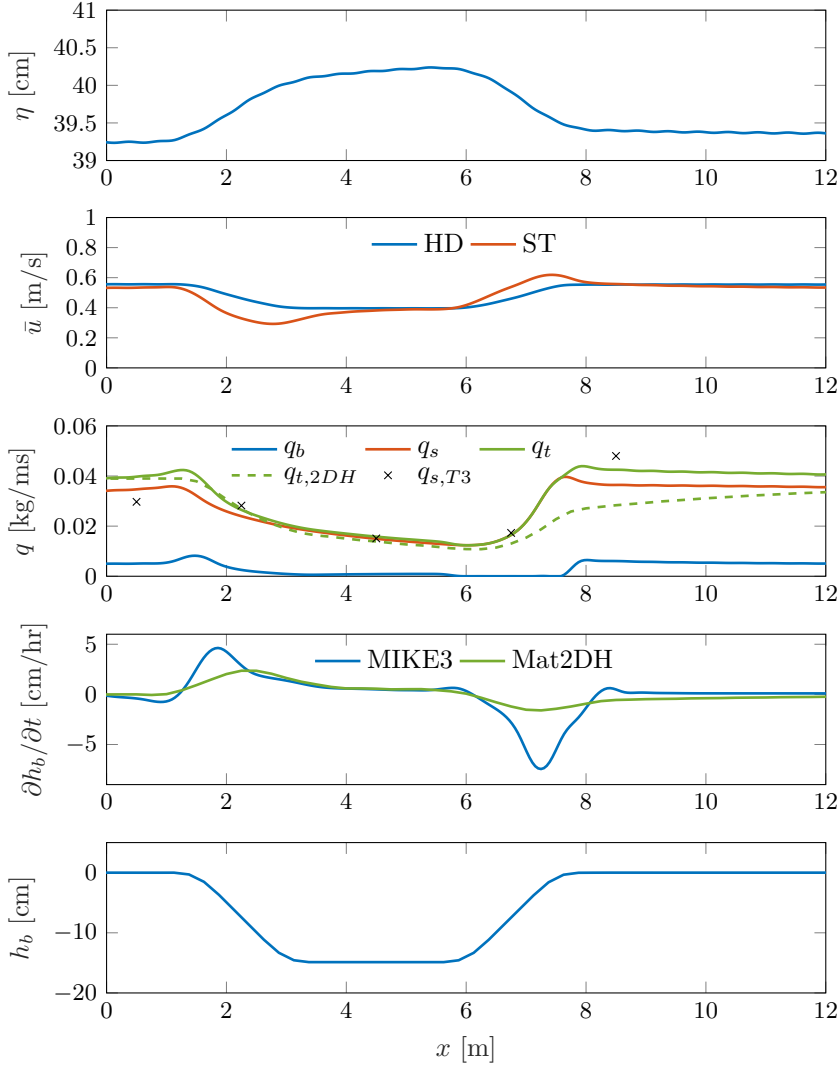 41
40.5
40
39.5
39
η [cm]
0 2 4 6 8 10 12
1
0.8
0.6
0.4
0.2
0
ū [m/s]
HD ST
0 2 4 6 8 10 12
0.06
0.04
0.02
0
q [kg/ms]
q_b q_s q_t
q_{t,2DH} q_{s,T3}
0 2 4 6 8 10 12
5
0
−5
∂h_b/∂t [cm/hr]
MIKE3 Mat2DH
0 2 4 6 8 10 12
0
−10
−20
h_b [cm]
0 2 4 6 8 10 12
x [m]